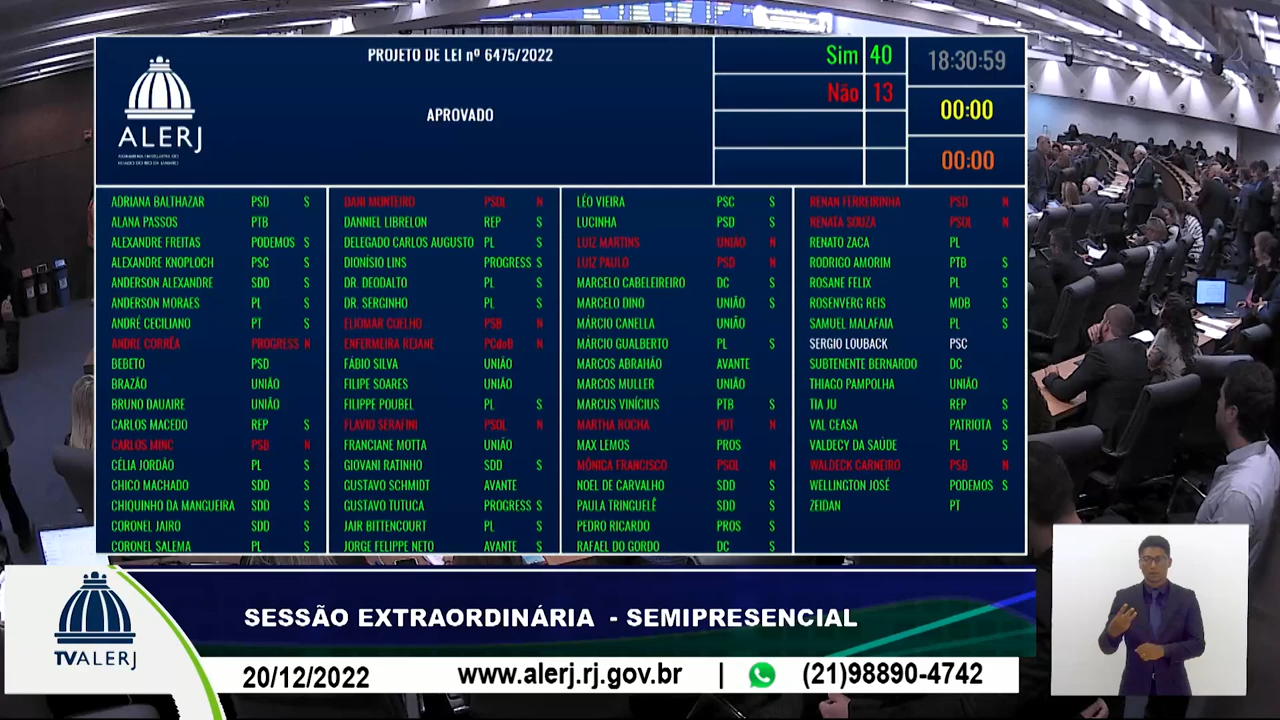 PROJETO DE LEI nº 6475/2022
APROVADO
ALERJ
Sim 40
Não 13
18:30:59
00:00
00:00
ADRIANA BALTHAZAR PSD S
ALANA PASSOS PTB
ALEXANDRE FREITAS PODEMOS S
ALEXANDRE KNOPLOCH PSC S
ANDERSON ALEXANDRE SDD S
ANDERSON MORAES PL S
ANDRÉ CECILIANO PT S
ANDRE CORRÊA PROGRESS N
BEBETO PSD
BRAZÃO UNIÃO
BRUNO DAUAIRE UNIÃO
CARLOS MACEDO REP S
CARLOS MINC PSB N
CÉLIA JORDÃO PL S
CHICO MACHADO SDD S
CHIQUINHO DA MANGUEIRA SDD S
CORONEL JAIRO SDD S
CORONEL SALEMA PL S
DANI MONTEIRO PSOL N
DANNIEL LIBRELON REP S
DELEGADO CARLOS AUGUSTO PL S
DIONÍSIO LINS PROGRESS S
DR. DEODALTO PL S
DR. SERGINHO PL S
ELIOMAR COELHO PSB N
ENFERMEIRA REJANE PCdoB N
FÁBIO SILVA UNIÃO
FILIPE SOARES UNIÃO
FILIPPE POUBEL PL S
FLAVIO SERAFINI PSOL N
FRANCIANE MOTTA UNIÃO
GIOVANI RATINHO SDD S
GUSTAVO SCHMIDT AVANTE
GUSTAVO TUTUCA PROGRESS S
JAIR BITTENCOURT PL S
JORGE FELIPPE NETO AVANTE S
LÉO VIEIRA PSC S
LUCINHA PSD S
LUIZ MARTINS UNIÃO N
LUIZ PAULO PSD N
MARCELO CABELEIREIRO DC S
MARCELO DINO UNIÃO S
MÁRCIO CANELLA UNIÃO
MÁRCIO GUALBERTO PL S
MARCOS ABRAHÃO AVANTE
MARCOS MULLER UNIÃO
MARCUS VINÍCIUS PTB S
MARTHA ROCHA PDT N
MAX LEMOS PROS
MÔNICA FRANCISCO PSOL N
NOEL DE CARVALHO SDD S
PAULA TRINGUELÊ SDD S
PEDRO RICARDO PROS S
RAFAEL DO GORDO DC S
RENAN FERREIRINHA PSD N
RENATA SOUZA PSOL N
RENATO ZACA PL
RODRIGO AMORIM PTB S
ROSANE FELIX PL S
ROSENVERG REIS MDB S
SAMUEL MALAFAIA PL S
SERGIO LOUBACK PSC
SUBTENENTE BERNARDO DC
THIAGO PAMPOLHA UNIÃO
TIA JU REP S
VAL CEASA PATRIOTA S
VALDECY DA SAÚDE PL S
WALDECK CARNEIRO PSB N
WELLINGTON JOSÉ PODEMOS S
ZEIDAN PT
TVALERJ
SESSÃO EXTRAORDINÁRIA - SEMIPRESENCIAL
20/12/2022 www.alerj.rj.gov.br | (21)98890-4742